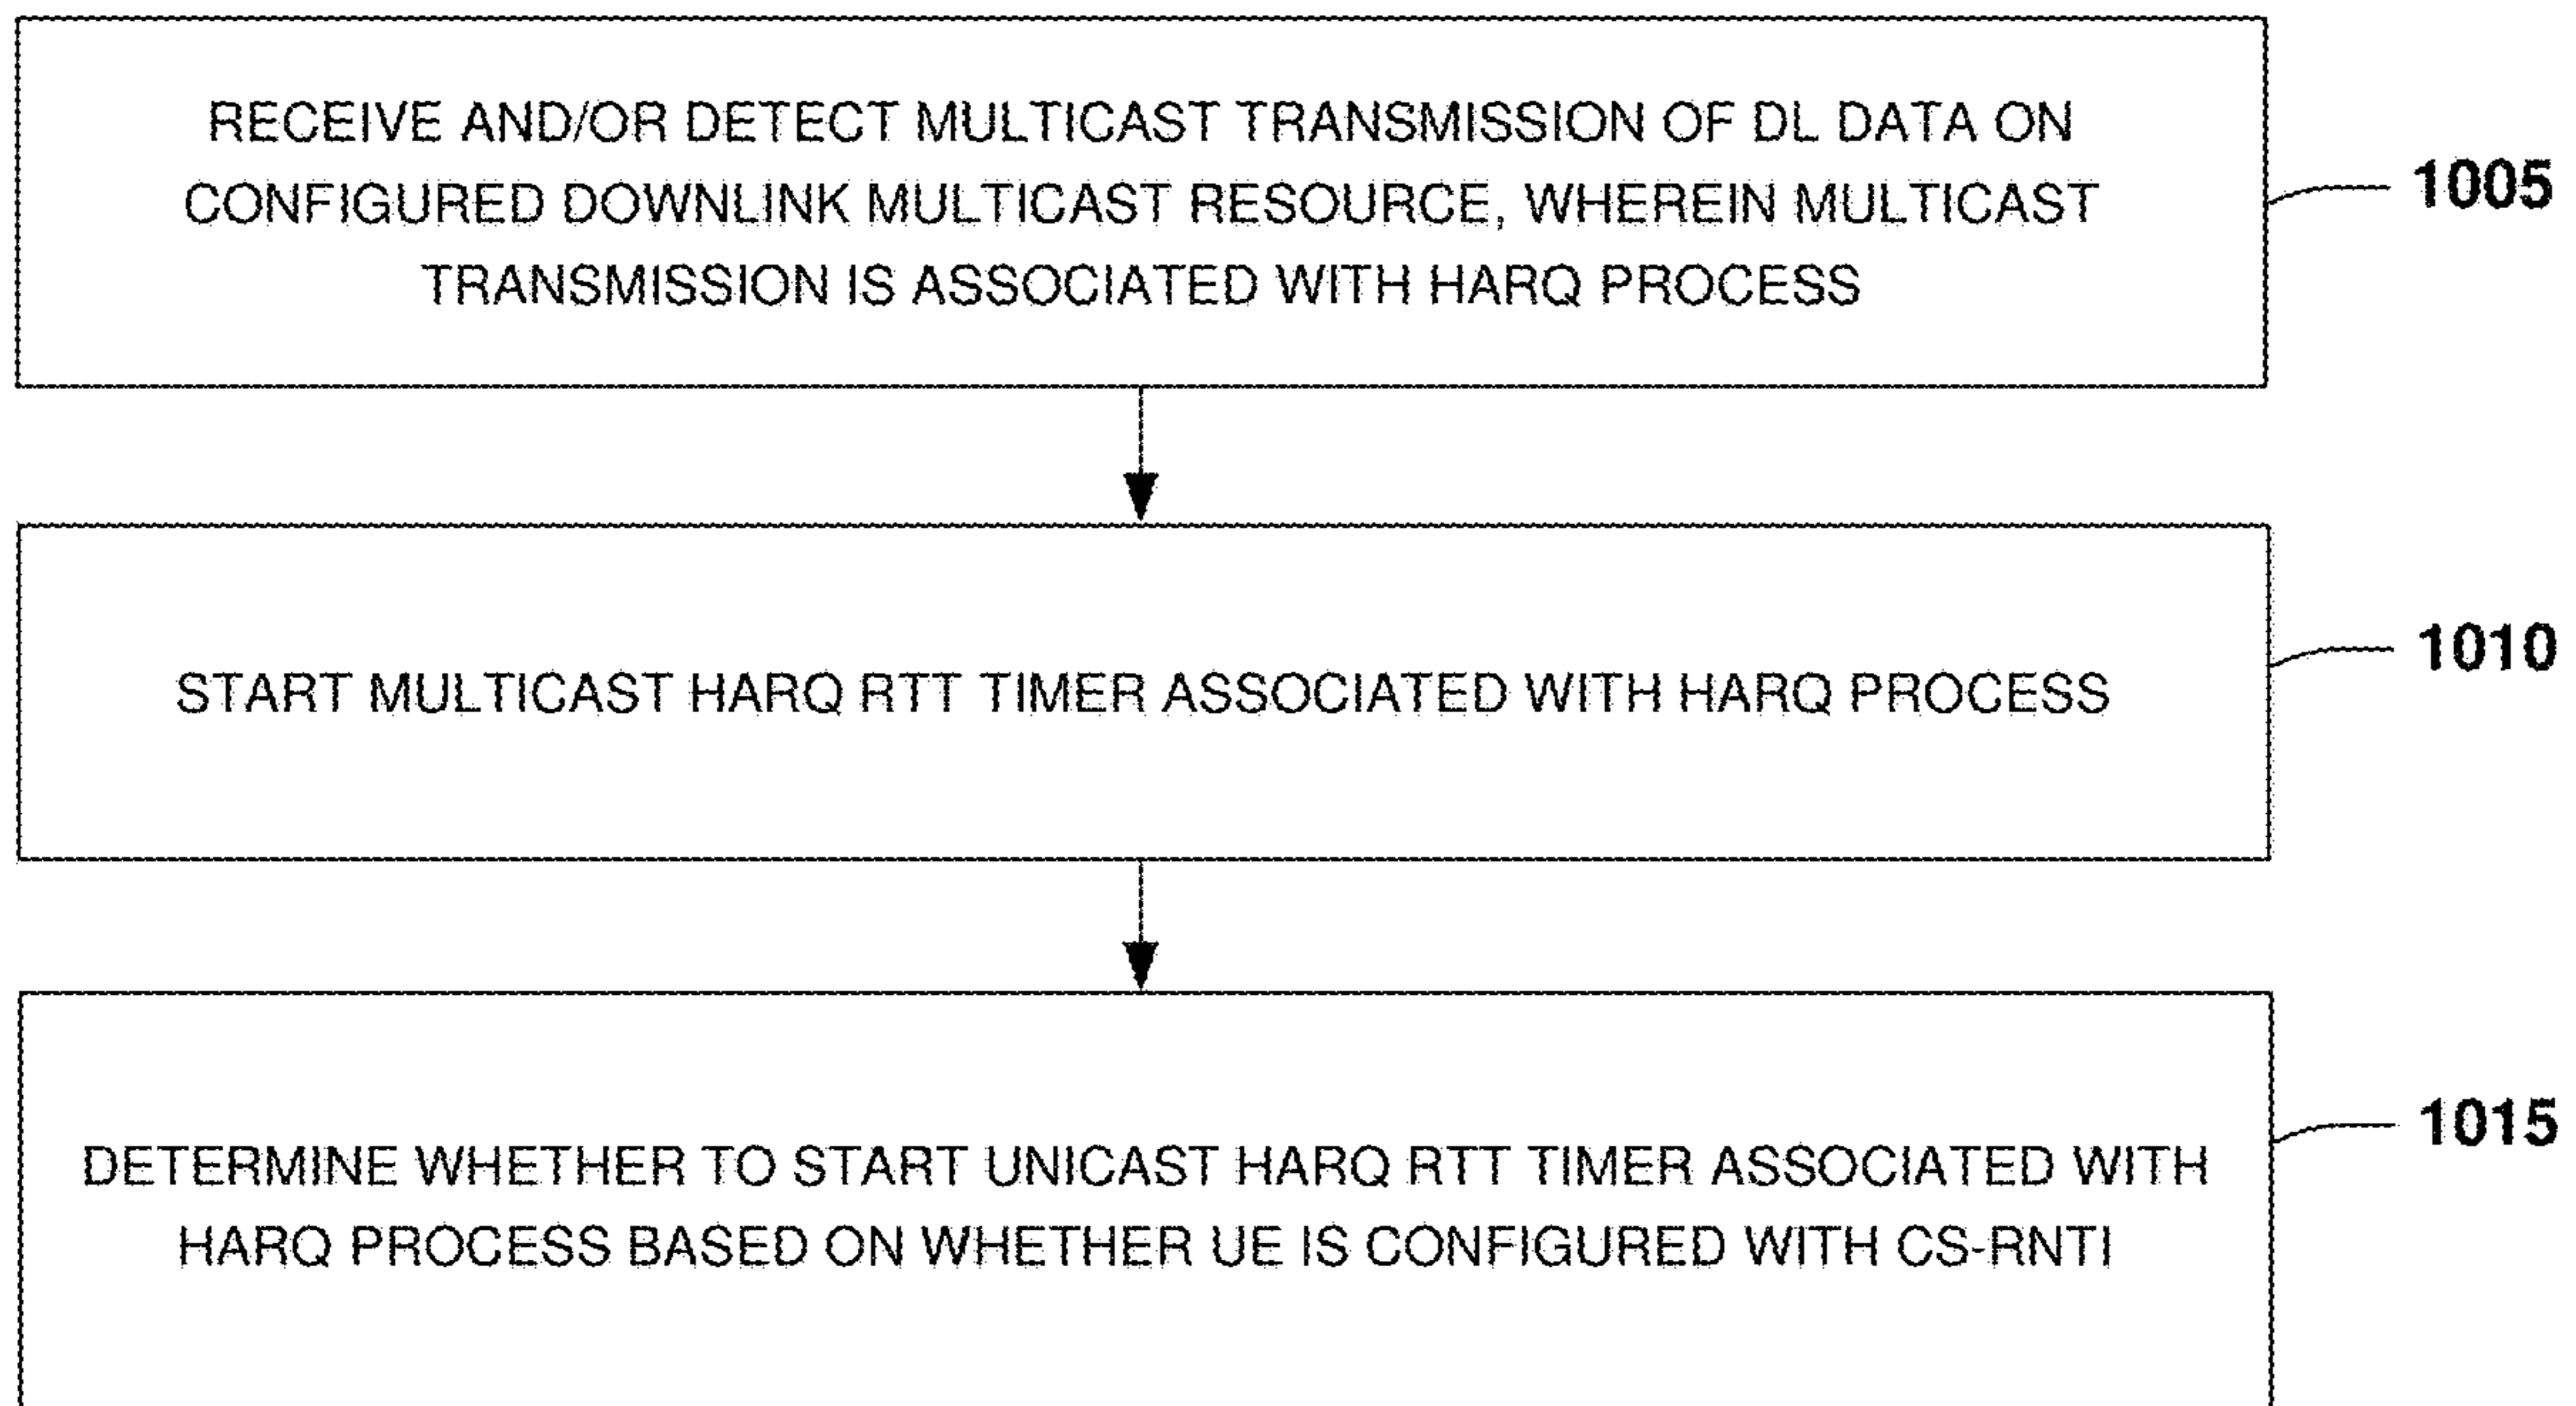 RECEIVE AND/OR DETECT MULTICAST TRANSMISSION OF DL DATA ON
CONFIGURED DOWNLINK MULTICAST RESOURCE, WHEREIN MULTICAST
TRANSMISSION IS ASSOCIATED WITH HARQ PROCESS
1005
START MULTICAST HARQ RTT TIMER ASSOCIATED WITH HARQ PROCESS
1010
DETERMINE WHETHER TO START UNICAST HARQ RTT TIMER ASSOCIATED WITH
HARQ PROCESS BASED ON WHETHER UE IS CONFIGURED WITH CS-RNTI
1015